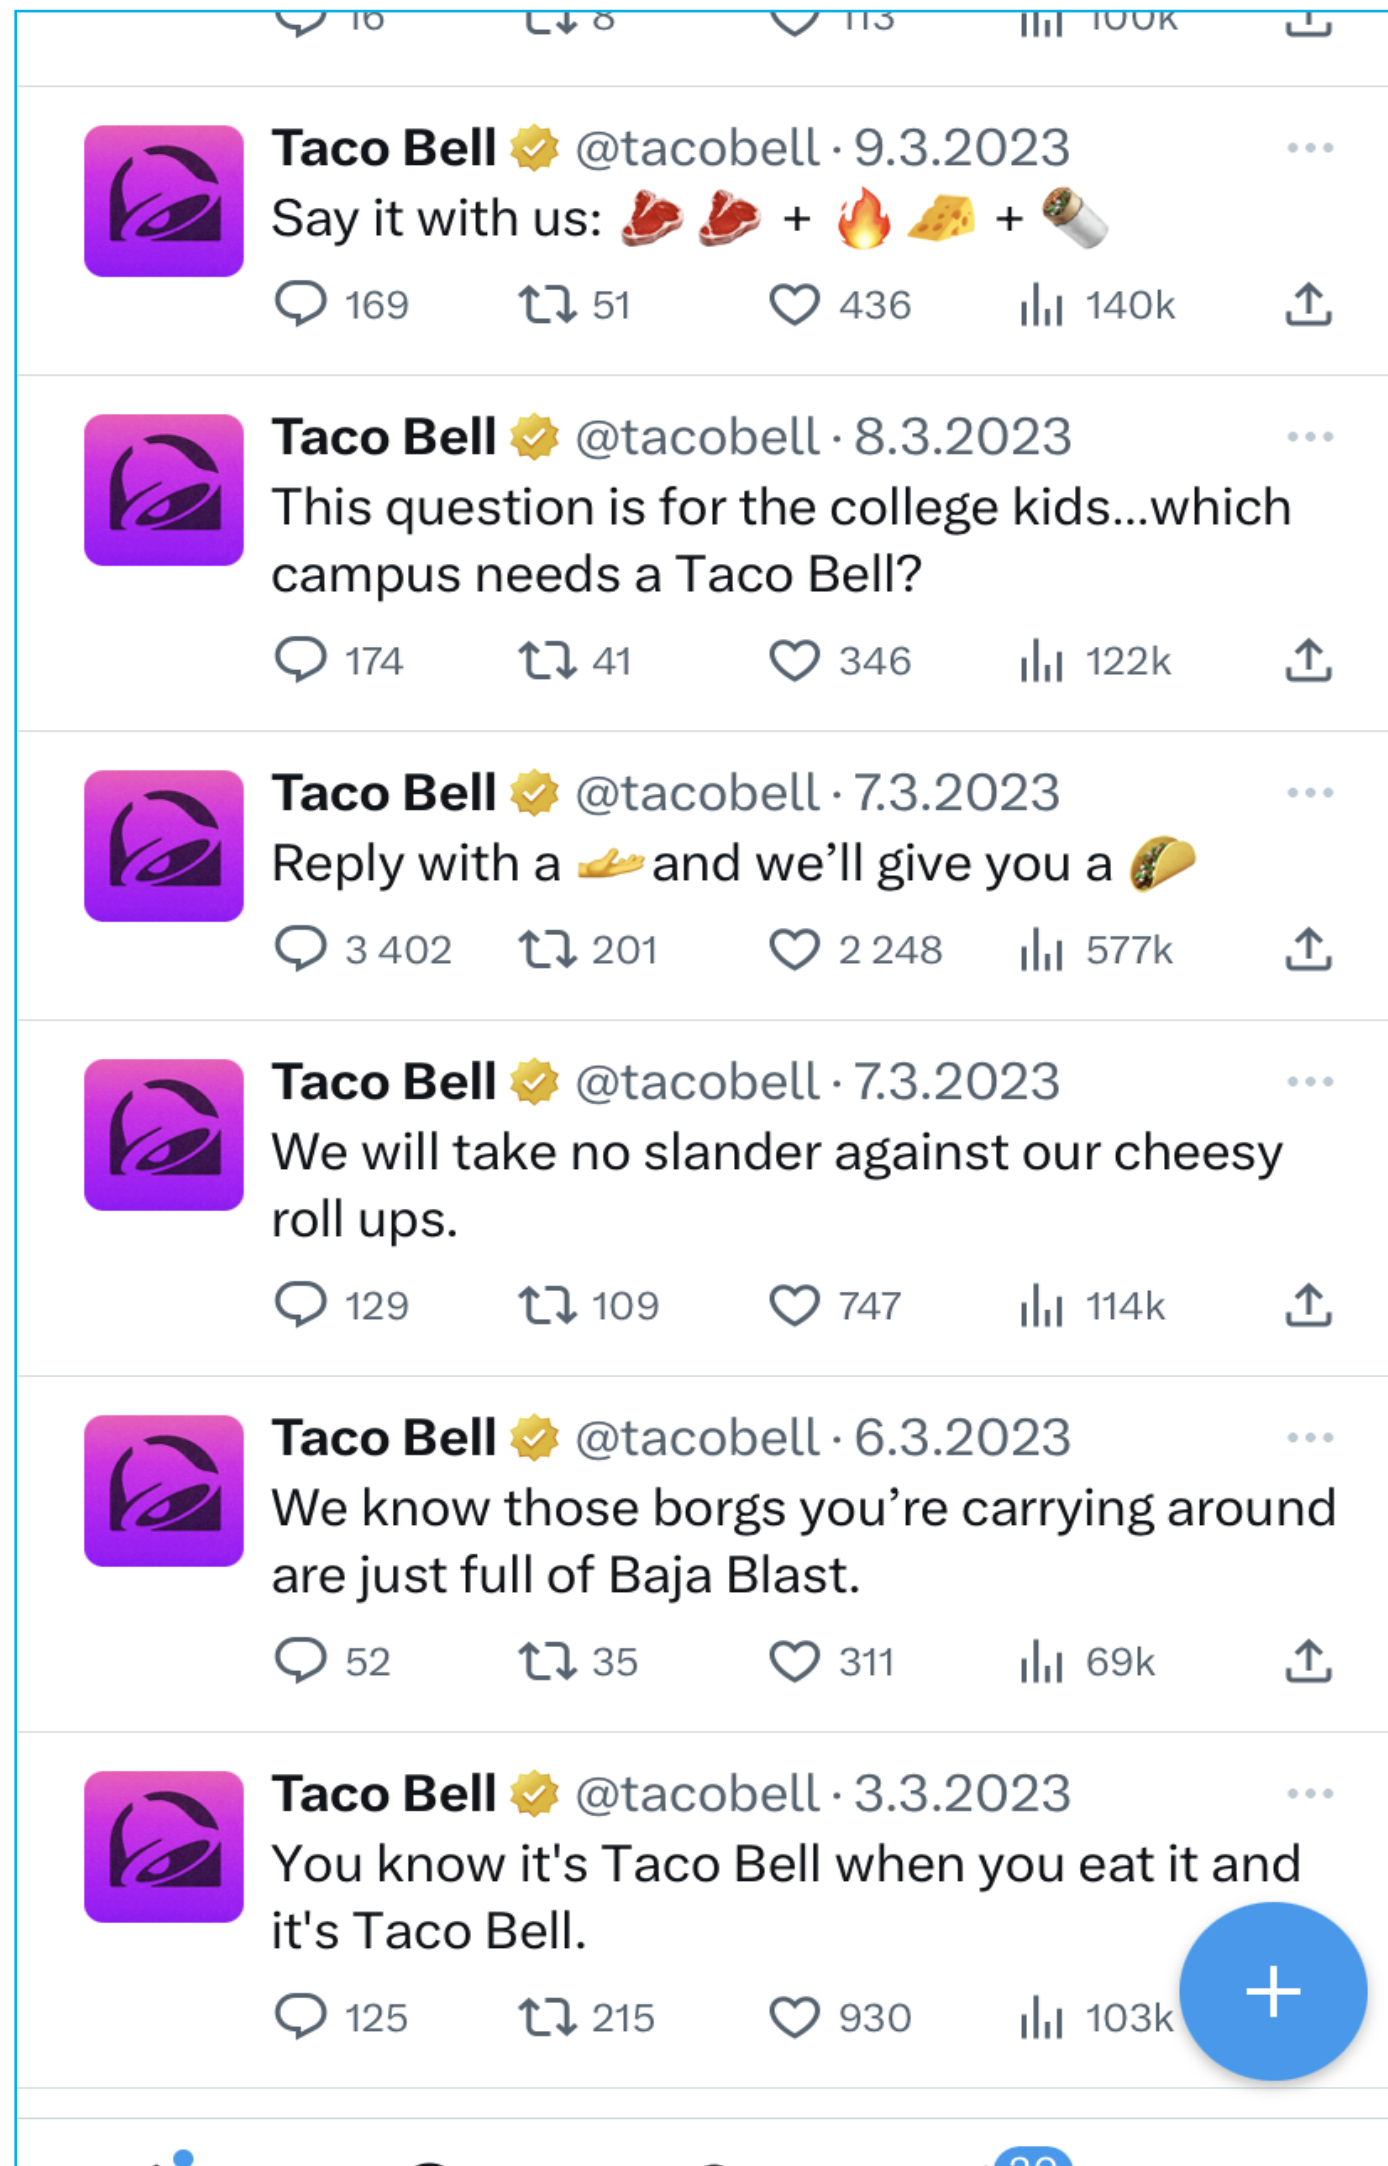 16 8 113 100k
Taco Bell @tacobell · 9.3.2023
Say it with us: 🥩🥩 + 🔥🧀 + 🌯
169 51 436 140k
Taco Bell @tacobell · 8.3.2023
This question is for the college kids...which
campus needs a Taco Bell?
174 41 346 122k
Taco Bell @tacobell · 7.3.2023
Reply with a 🫴and we’ll give you a 🌮
3 402 201 2 248 577k
Taco Bell @tacobell · 7.3.2023
We will take no slander against our cheesy
roll ups.
129 109 747 114k
Taco Bell @tacobell · 6.3.2023
We know those borgs you’re carrying around
are just full of Baja Blast.
52 35 311 69k
Taco Bell @tacobell · 3.3.2023
You know it's Taco Bell when you eat it and
it's Taco Bell.
125 215 930 103k